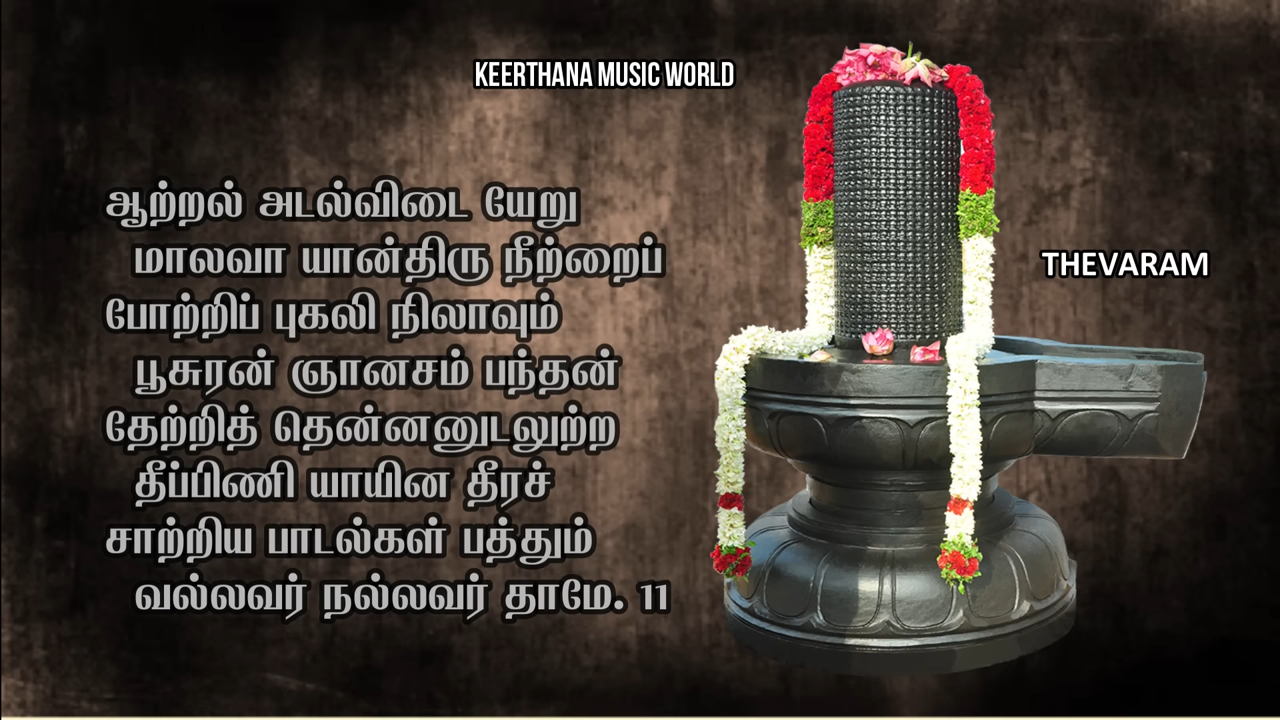 KEERTHANA MUSIC WORLD
ஆற்றல் அடல்விடை யேறு
மாலவா யான்திரு நீற்றைப்
போற்றிப் புகலி நிலாவும்
பூசுரன் ஞானசம் பந்தன்
தேற்றித் தென்னனுடலுற்ற
தீப்பிணி யாயின தீரச்
சாற்றிய பாடல்கள் பத்தும்
வல்லவர் நல்லவர் தாமே. 11
THEVARAM